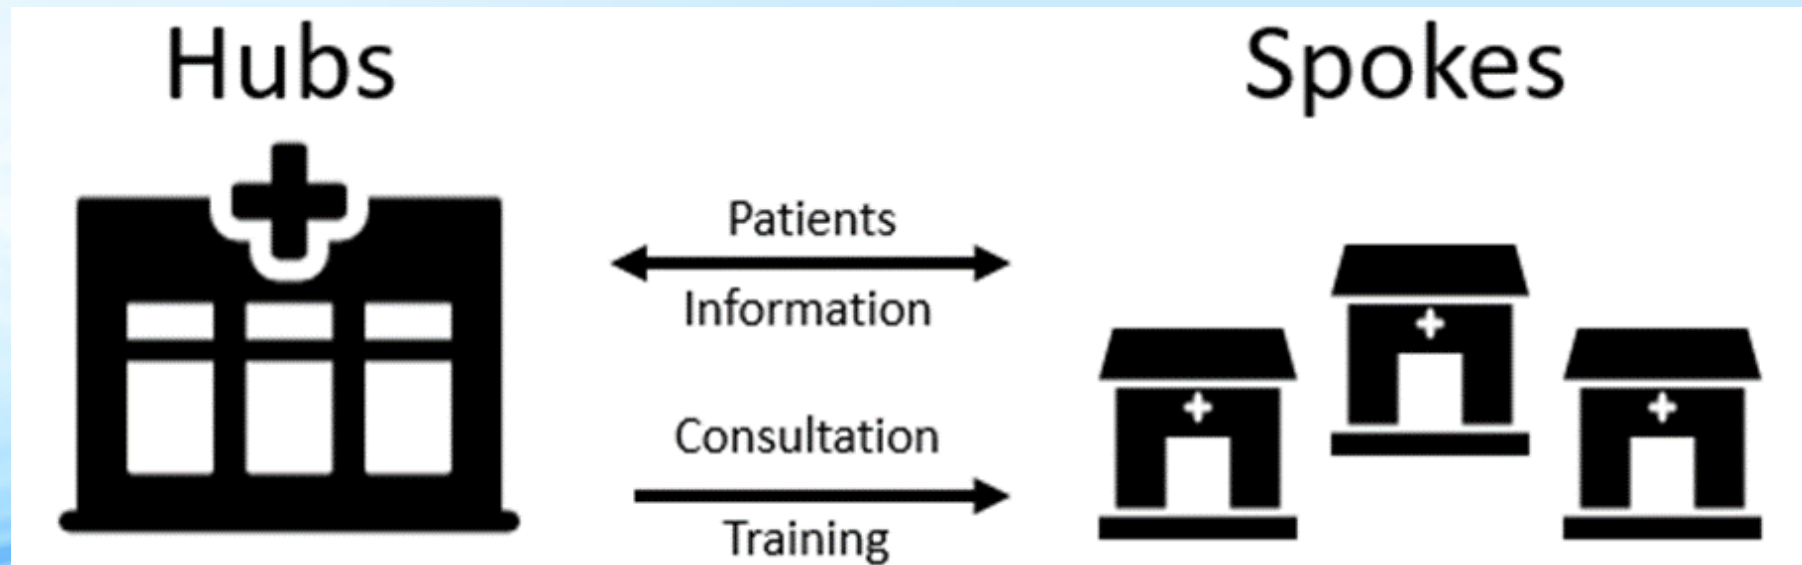 Hubs
Spokes
Patients
Information
Consultation
Training